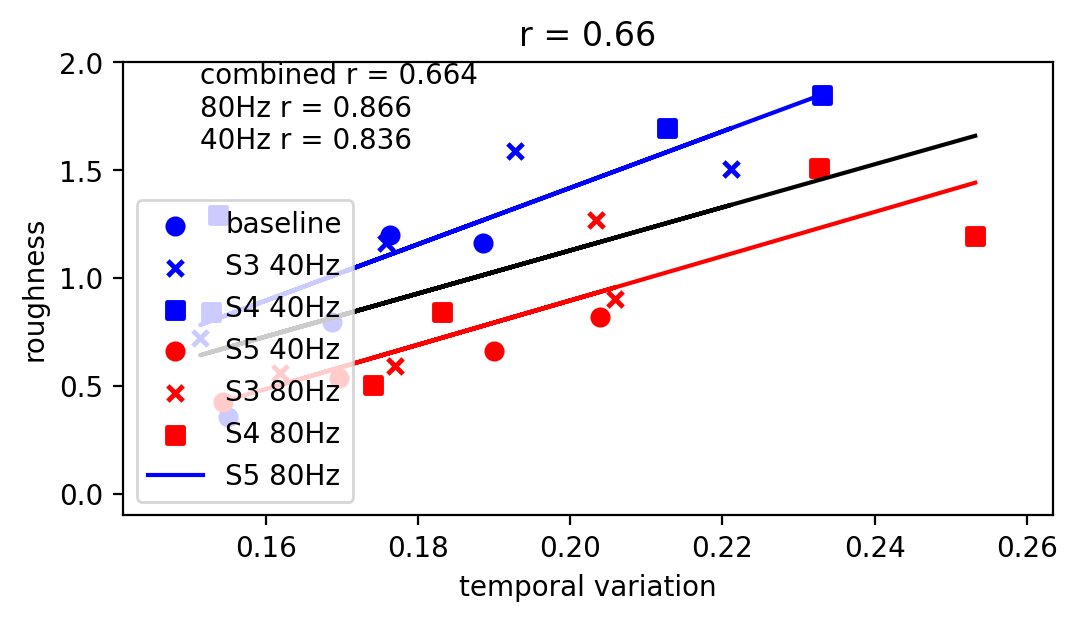 r = 0.66
combined r = 0.664
80Hz r = 0.866
40Hz r = 0.836
baseline
S3 40Hz
S4 40Hz
S5 40Hz
S3 80Hz
S4 80Hz
S5 80Hz
roughness
2.0
1.5
1.0
0.5
0.0
0.16 0.18 0.20 0.22 0.24 0.26
temporal variation